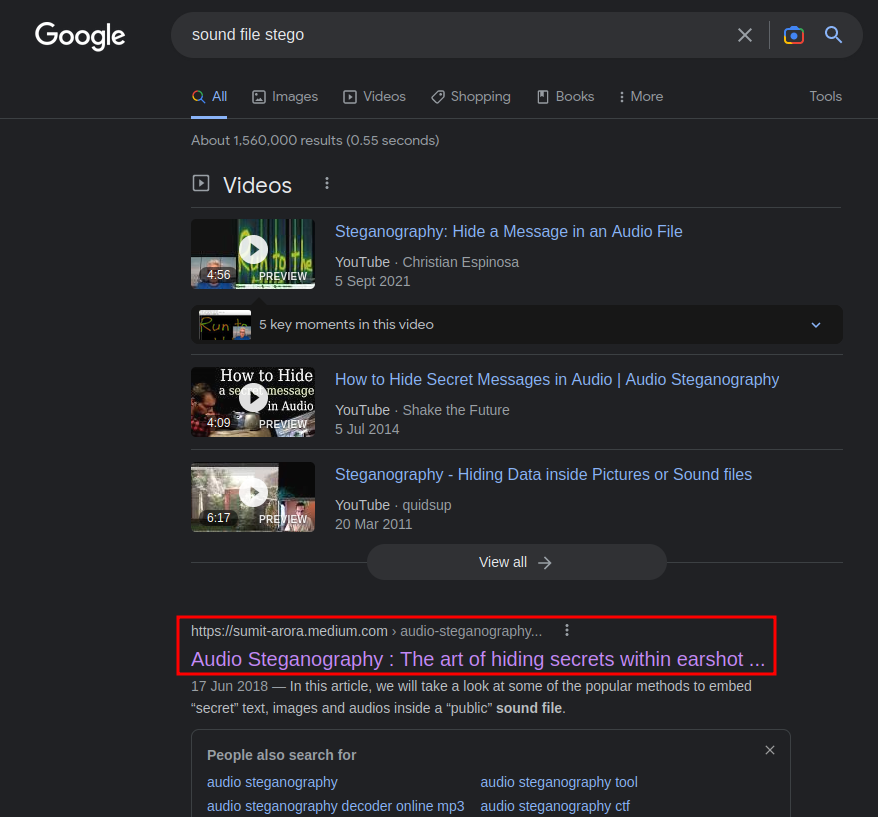 Google
sound file stego
All Images Videos Shopping Books More Tools
About 1,560,000 results (0.55 seconds)
Videos
Steganography: Hide a Message in an Audio File
YouTube · Christian Espinosa
5 Sept 2021
Run to the
4:56 PREVIEW
Run to
5 key moments in this video
How to Hide Secret Messages in Audio | Audio Steganography
YouTube · Shake the Future
5 Jul 2014
How to Hide
a secret message
in Audio
4:09 PREVIEW
Steganography - Hiding Data inside Pictures or Sound files
YouTube · quidsup
20 Mar 2011
6:17 PREVIEW
View all
https://sumit-arora.medium.com › audio-steganography...
Audio Steganography : The art of hiding secrets within earshot ...
17 Jun 2018 — In this article, we will take a look at some of the popular methods to embed
“secret” text, images and audios inside a “public” sound file.
People also search for
audio steganography audio steganography tool
audio steganography decoder online mp3 audio steganography ctf